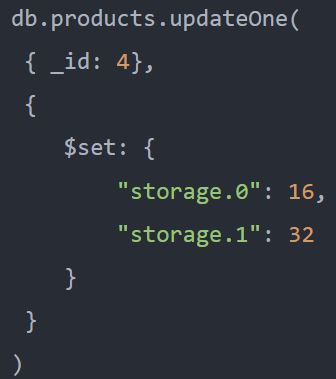 db.products.updateOne(
 { _id: 4},
 {
    $set: {
        "storage.0": 16,
        "storage.1": 32
    }
 }
)